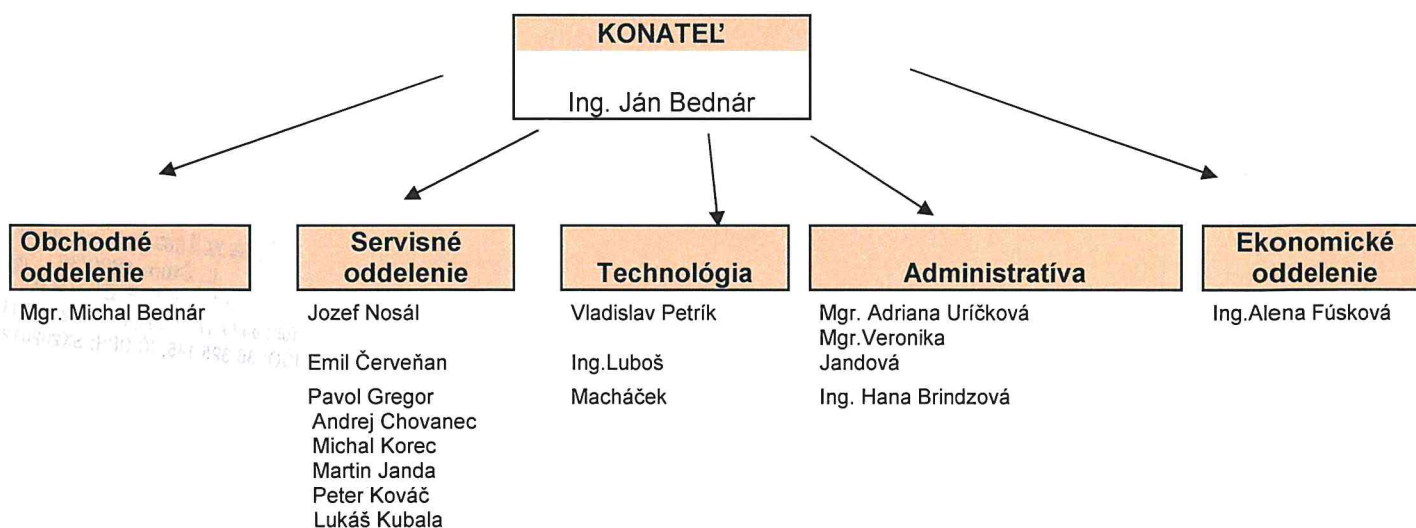 KONATEĽ
Ing. Ján Bednár
Obchodné
oddelenie
Mgr. Michal Bednár
Servisné
oddelenie
Jozef Nosál
Emil Červeňan
Pavol Gregor
Andrej Chovanec
Michal Korec
Martin Janda
Peter Kováč
Lukáš Kubala
Technológia
Vladislav Petrík
Ing.Luboš
Macháček
Administratíva
Mgr. Adriana Uríčková
Mgr.Veronika
Jandová
Ing. Hana Brindzová
Ekonomické
oddelenie
Ing.Alena Fúsková